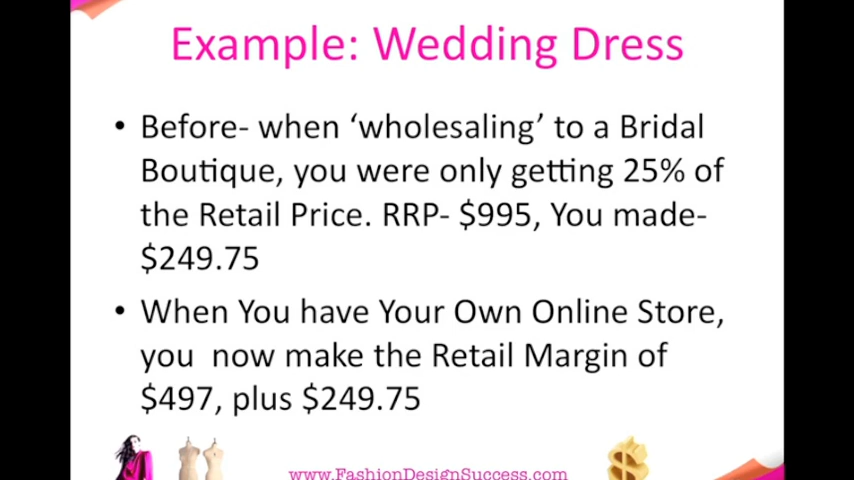 Example: Wedding Dress
• Before- when ‘wholesaling’ to a Bridal
Boutique, you were only getting 25% of
the Retail Price. RRP- $995, You made-
$249.75
• When You have Your Own Online Store,
you  now make the Retail Margin of
$497, plus $249.75
www.FashionDesignSuccess.com